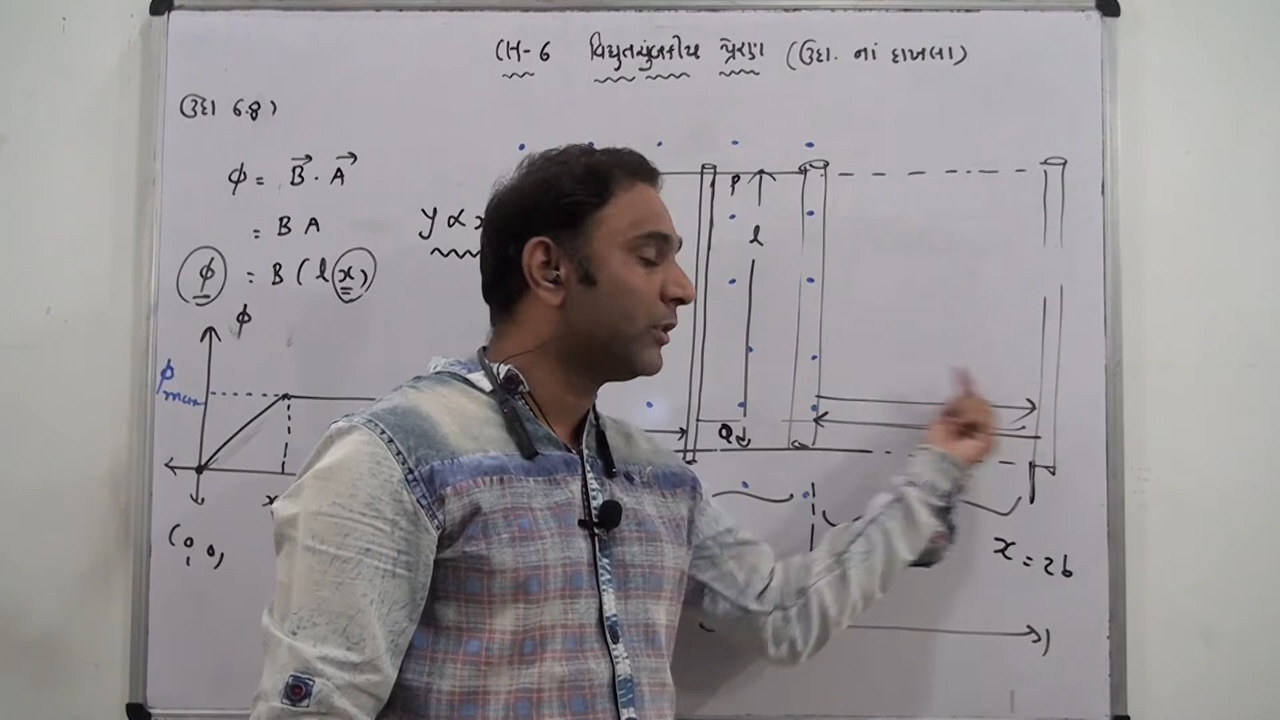 CH-6 વિદ્યુતચુંબકીય પ્રેરણ (ઉદા. નાં દાખલા)
ઉદા 6.8)
ϕ = B⃗ · A⃗
= B A
ϕ = B (l x)
y ∝ x
ϕ
ϕmax
x
(0, 0,
P
l
Q
x = 2b